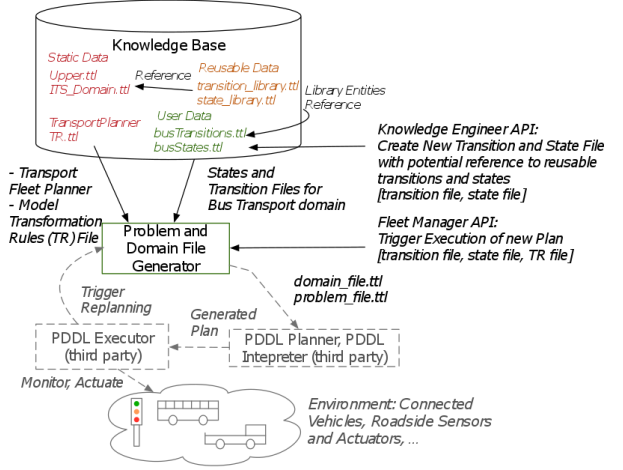 Knowledge Base
Static Data
Upper.ttl
ITS_Domain.ttl
Reference
Reusable Data
transition_library.ttl
state_library.ttl
Library Entities
Reference
TransportPlanner
TR.ttl
User Data
busTransitions.ttl
busStates.ttl
Knowledge Engineer API:
Create New Transition and State File
with potential reference to reusable
transitions and states
[transition file, state file]
- Transport
Fleet Planner
- Model
Transformation
Rules (TR) File
States and
Transition Files for
Bus Transport domain
Fleet Manager API:
Trigger Execution of new Plan
[transition file, state file, TR file]
Problem and
Domain File
Generator
domain_file.ttl
problem_file.ttl
Trigger
Replanning
Generated
Plan
PDDL Executor
(third party)
PDDL Planner, PDDL
Intepreter (third party)
Monitor, Actuate
Environment: Connected
Vehicles, Roadside Sensors
and Actuators, ...